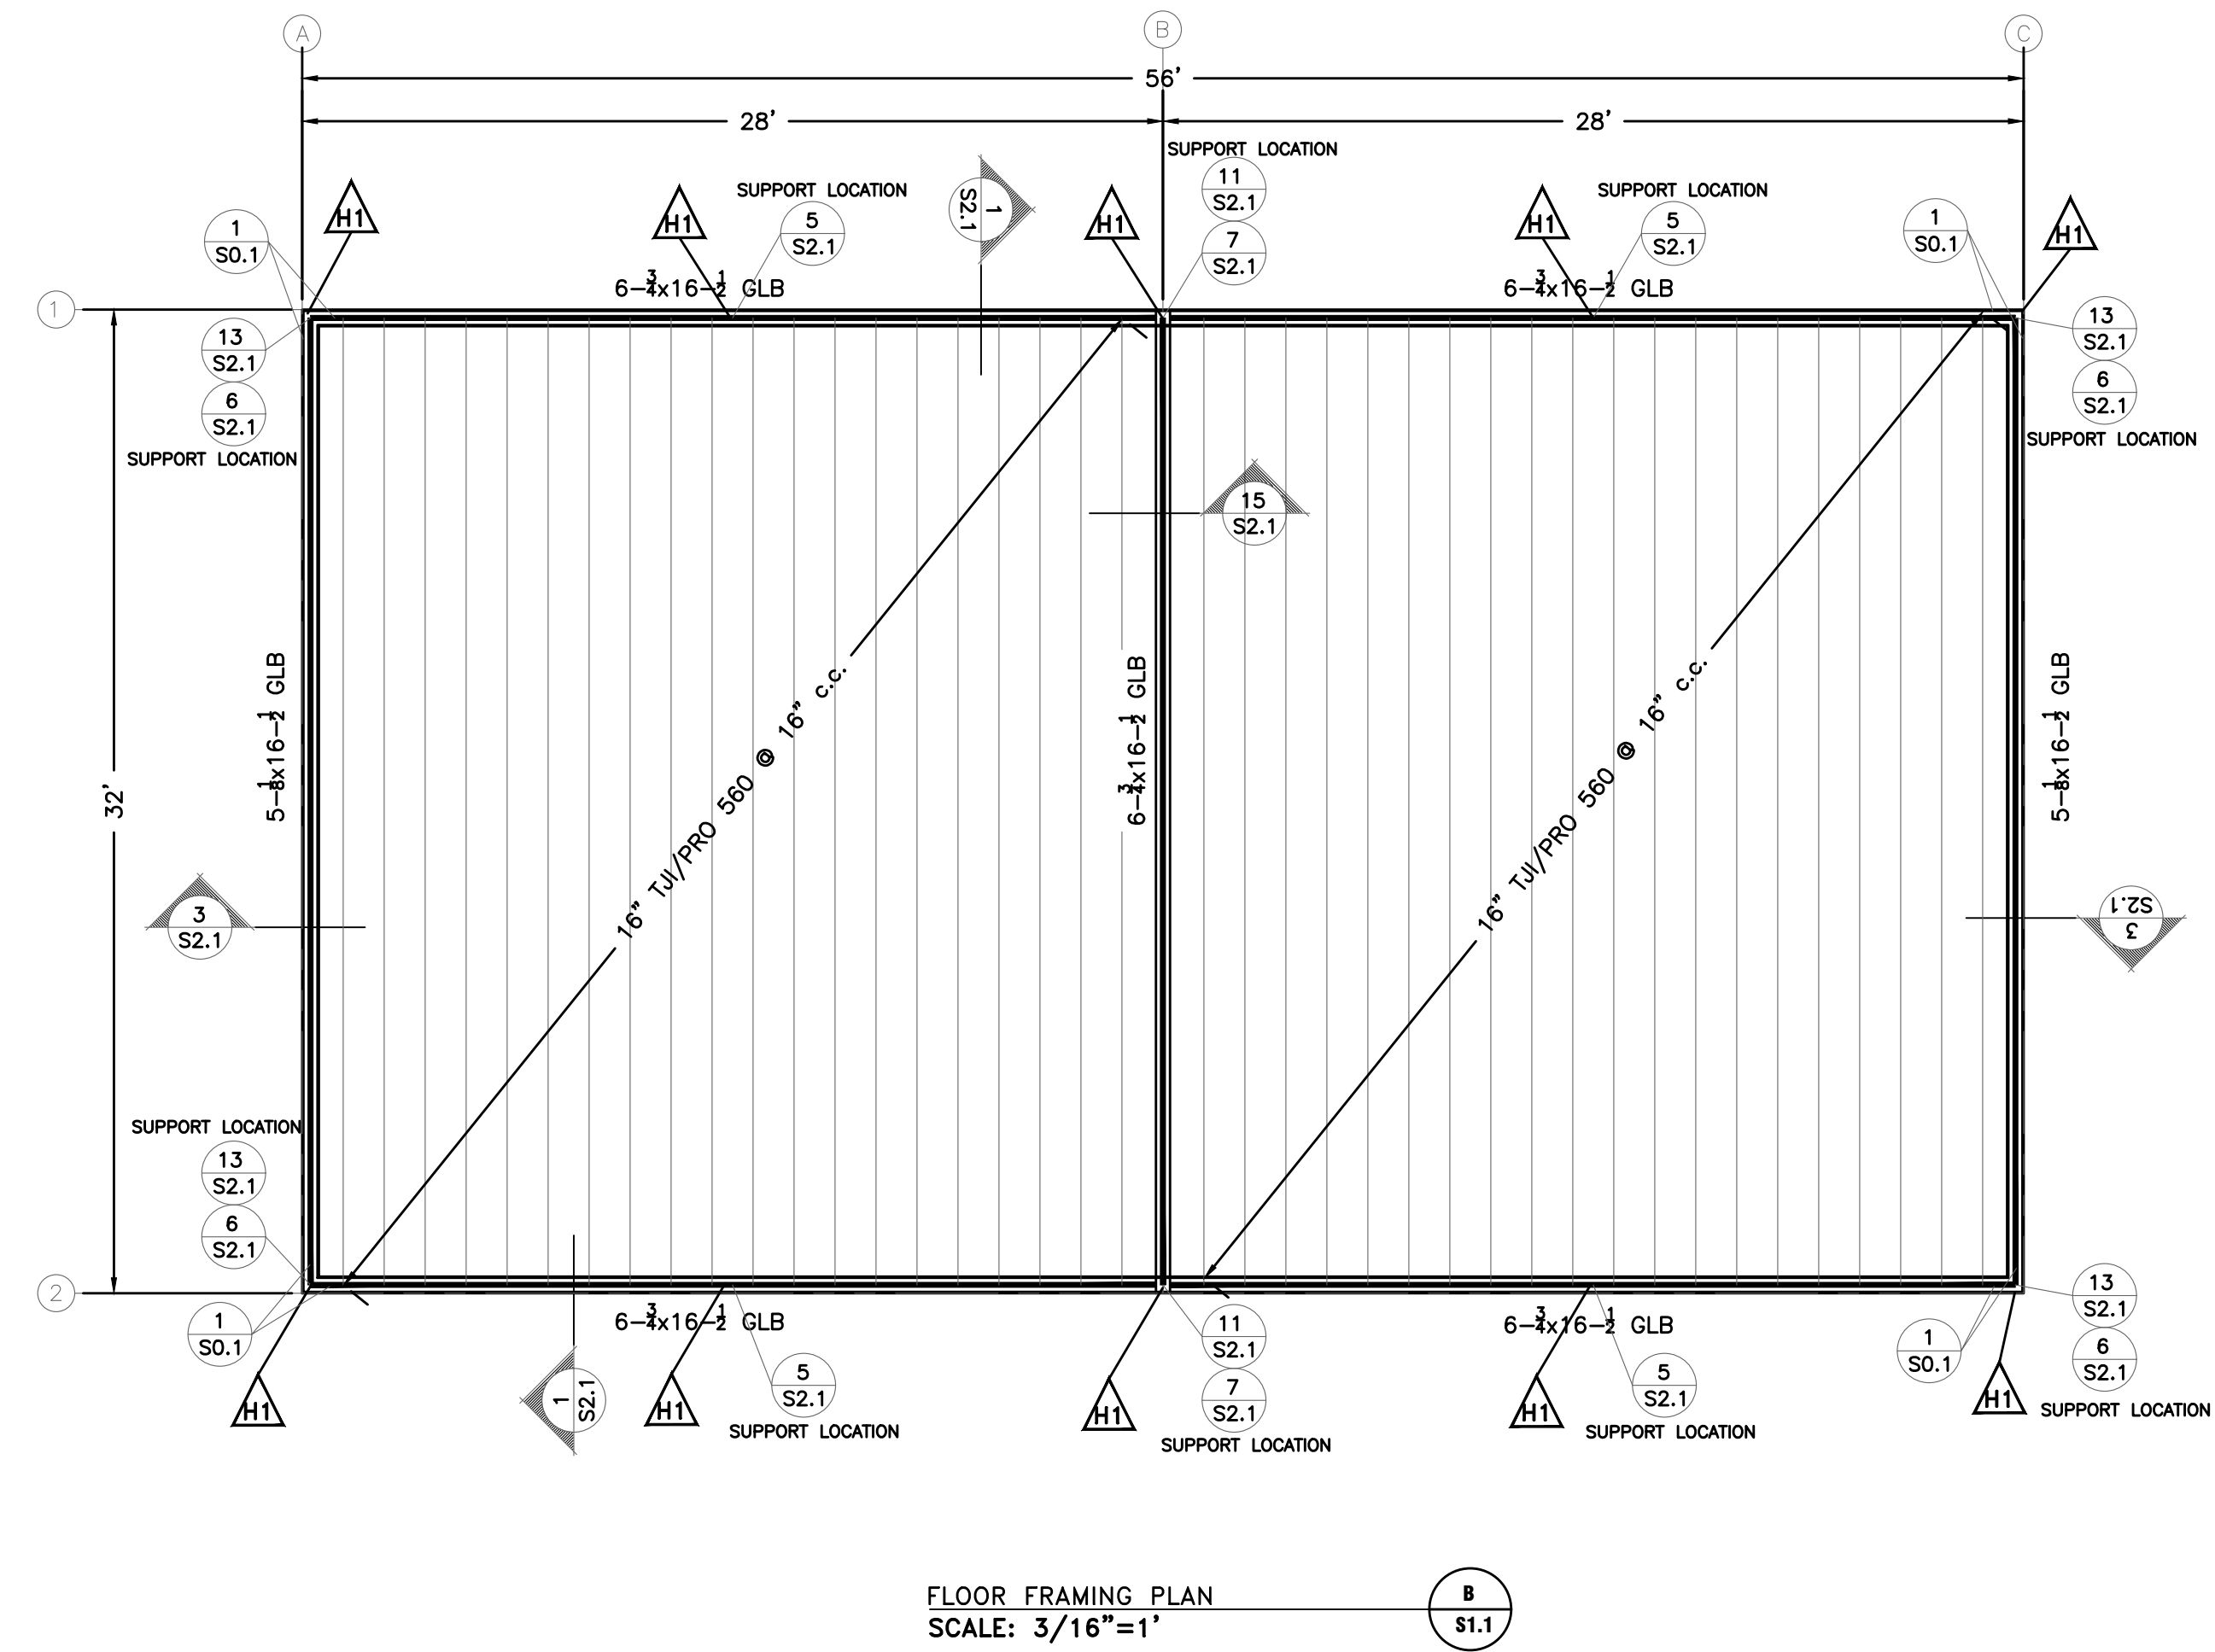 A
B
C
56'
28'
28'
SUPPORT LOCATION
11
S2.1
7
S2.1
SUPPORT LOCATION
5
S2.1
SUPPORT LOCATION
5
S2.1
H1
H1
H1
H1
H1
1
S2.1
1
S0.1
1
S0.1
6-3/4x16-1/2 GLB
6-3/4x16-1/2 GLB
1
13
S2.1
6
S2.1
SUPPORT LOCATION
13
S2.1
6
S2.1
SUPPORT LOCATION
15
S2.1
5-1/8x16-1/2 GLB
16" TJI/PRO 560 @ 16" c.c.
6-3/4x16-1/2 GLB
16" TJI/PRO 560 @ 16" c.c.
5-1/8x16-1/2 GLB
32'
3
S2.1
3
S2.1
SUPPORT LOCATION
13
S2.1
6
S2.1
2
1
S0.1
H1
1
S2.1
6-3/4x16-1/2 GLB
H1
5
S2.1
SUPPORT LOCATION
H1
11
S2.1
7
S2.1
SUPPORT LOCATION
6-3/4x16-1/2 GLB
H1
5
S2.1
SUPPORT LOCATION
1
S0.1
H1
13
S2.1
6
S2.1
SUPPORT LOCATION
FLOOR FRAMING PLAN
SCALE: 3/16"=1'
B
S1.1